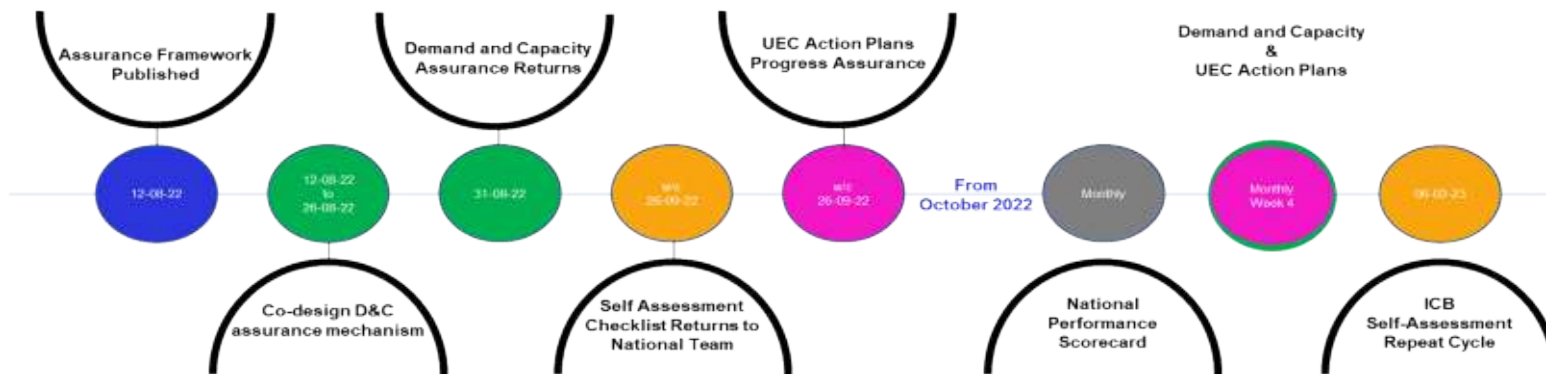 Assurance Framework
Published
12-08-22
12-08-22
to
26-08-22
Co-design D&C
assurance mechanism
Demand and Capacity
Assurance Returns
31-08-22
w/c
26-09-22
Self Assessment
Checklist Returns to
National Team
UEC Action Plans
Progress Assurance
w/c
26-09-22
From
October 2022
Monthly
National
Performance
Scorecard
Demand and Capacity
&
UEC Action Plans
Monthly
Week 4
ICB
Self-Assessment
Repeat Cycle